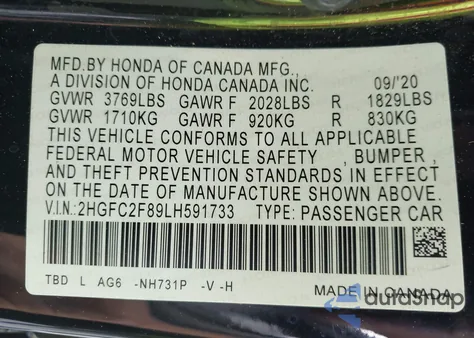 MFD.BY HONDA OF CANADA MFG.,
A DIVISION OF HONDA CANADA INC. 09/'20
GVWR 3769LBS GAWR F 2028LBS R 1829LBS
GVWR 1710KG GAWR F 920KG R 830KG
THIS VEHICLE CONFORMS TO ALL APPLICABLE
FEDERAL MOTOR VEHICLE SAFETY , BUMPER ,
AND THEFT PREVENTION STANDARDS IN EFFECT
ON THE DATE OF MANUFACTURE SHOWN ABOVE.
V.I.N.:2HGFC2F89LH591733 TYPE: PASSENGER CAR
TBD L AG6 -NH731P -V -H MADE IN CANADA
autosnap